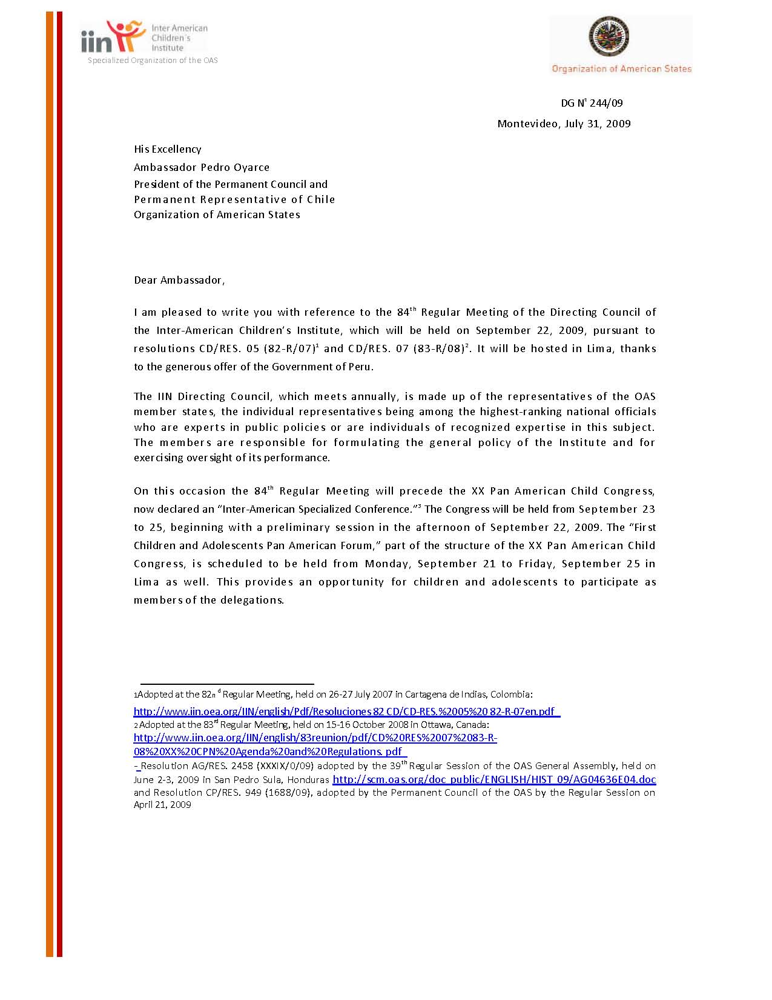 iin Inter American
Children´s
Institute
Specialized Organization of the OAS
Organization of American States
DG N° 244/09
Montevideo, July 31, 2009
His Excellency
Ambassador Pedro Oyarce
President of the Permanent Council and
Permanent Representative of Chile
Organization of American States
Dear Ambassador,
I am pleased to write you with reference to the 84th Regular Meeting of the Directing Council of
the Inter-American Children’s Institute, which will be held on September 22, 2009, pursuant to
resolutions CD/RES. 05 (82-R/07)1 and CD/RES. 07 (83-R/08)2. It will be hosted in Lima, thanks
to the generous offer of the Government of Peru.
The IIN Directing Council, which meets annually, is made up of the representatives of the OAS
member states, the individual representatives being among the highest-ranking national officials
who are experts in public policies or are individuals of recognized expertise in this subject.
The members are responsible for formulating the general policy of the Institute and for
exercising oversight of its performance.
On this occasion the 84th Regular Meeting will precede the XX Pan American Child Congress,
now declared an “Inter-American Specialized Conference.”3 The Congress will be held from September 23
to 25, beginning with a preliminary session in the afternoon of September 22, 2009. The “First
Children and Adolescents Pan American Forum,” part of the structure of the XX Pan American Child
Congress, is scheduled to be held from Monday, September 21 to Friday, September 25 in
Lima as well. This provides an opportunity for children and adolescents to participate as
members of the delegations.
1Adopted at the 82n d Regular Meeting, held on 26-27 July 2007 in Cartagena de Indias, Colombia:
http://www.iin.oea.org/IIN/english/Pdf/Resoluciones 82 CD/CD-RES.%2005%20 82-R-07en.pdf
2 Adopted at the 83rd Regular Meeting, held on 15-16 October 2008 in Ottawa, Canada:
http://www.iin.oea.org/IIN/english/83reunion/pdf/CD%20RES%2007%2083-R-
08%20XX%20CPN%20Agenda%20and%20Regulations. pdf
- Resolution AG/RES. 2458 (XXXIX/0/09) adopted by the 39th Regular Session of the OAS General Assembly, held on
June 2-3, 2009 in San Pedro Sula, Honduras http://scm.oas.org/doc_public/ENGLISH/HIST_09/AG04636E04.doc
and Resolution CP/RES. 949 (1688/09), adopted by the Permanent Council of the OAS by the Regular Session on
April 21, 2009